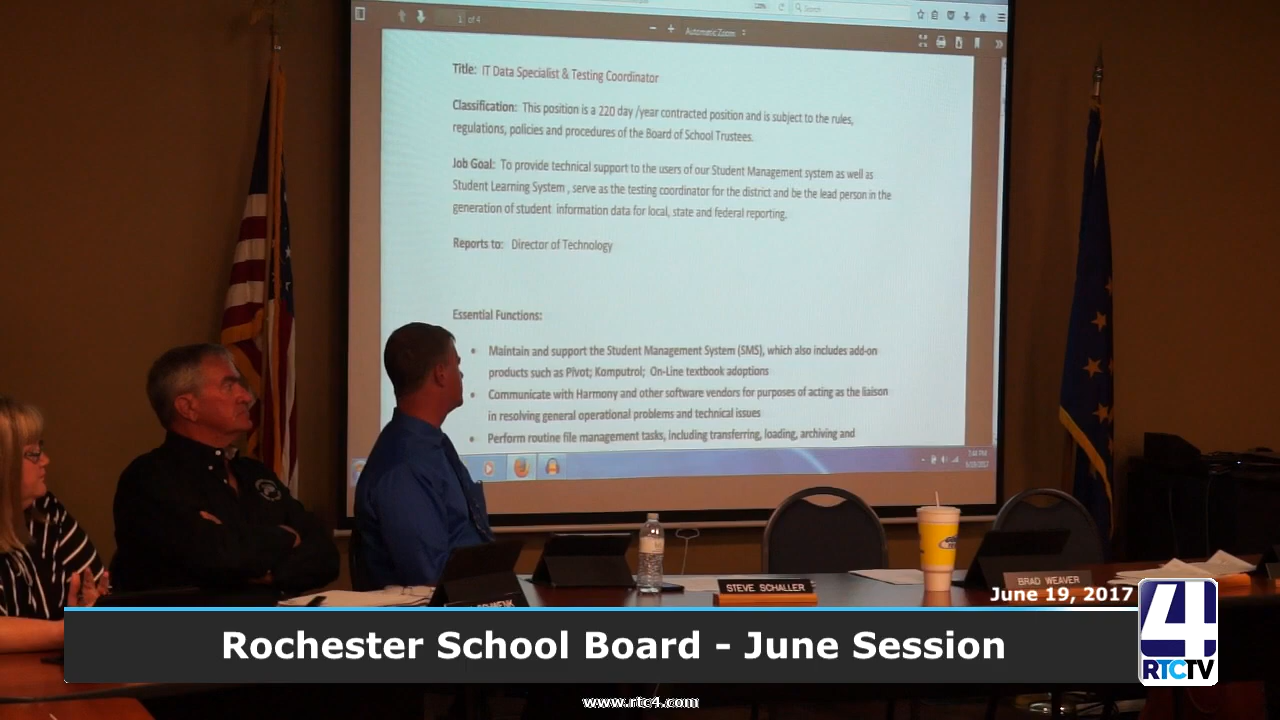 1 of 4
Automatic Zoom
Search
Title: IT Data Specialist & Testing Coordinator
Classification: This position is a 220 day /year contracted position and is subject to the rules,
regulations, policies and procedures of the Board of School Trustees.
Job Goal: To provide technical support to the users of our Student Management system as well as
Student Learning System , serve as the testing coordinator for the district and be the lead person in the
generation of student information data for local, state and federal reporting.
Reports to: Director of Technology
Essential Functions:
Maintain and support the Student Management System (SMS), which also includes add-on
products such as Pivot; Komputrol; On-Line textbook adoptions
Communicate with Harmony and other software vendors for purposes of acting as the liaison
in resolving general operational problems and technical issues
Perform routine file management tasks, including transferring, loading, archiving and
STEVE SCHALLER
BRAD WEAVER
June 19, 2017
Rochester School Board - June Session
4
RTCTV
www.rtc4.com